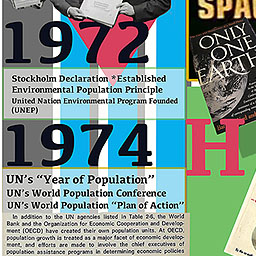 SPA
ONLY
ONE
EARTH
1972
Stockholm Declaration *Established
Environmental Population Principle
United Nation Environmental Program Founded
(UNEP)
1974
H
UN's "Year of Population"
UN's World Population Conference
UN's World Population "Plan of Action"
In addition to the UN agencies listed in Table 2-6, the World
Bank and the Organization for Economic Cooperation and Develop-
ment (OECD) have created their own population units. At OECD,
population growth is treated as a major facet of economic develop-
ment, and efforts are made to involve the chief executives of
population assistance programs in determining economic policies